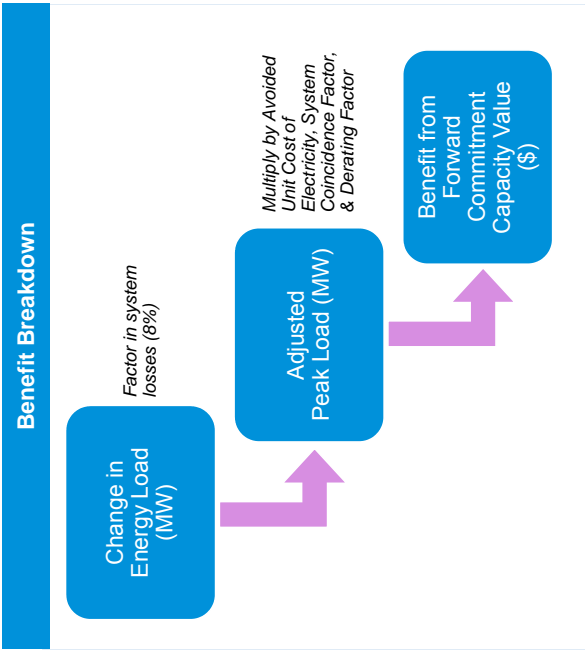 Benefit Breakdown
Change in
Energy Load
(MW)
Factor in system
losses (8%)
Adjusted
Peak Load (MW)
Multiply by Avoided
Unit Cost of
Electricity, System
Coincidence Factor,
& Derating Factor
Benefit from
Forward
Commitment
Capacity Value
($)